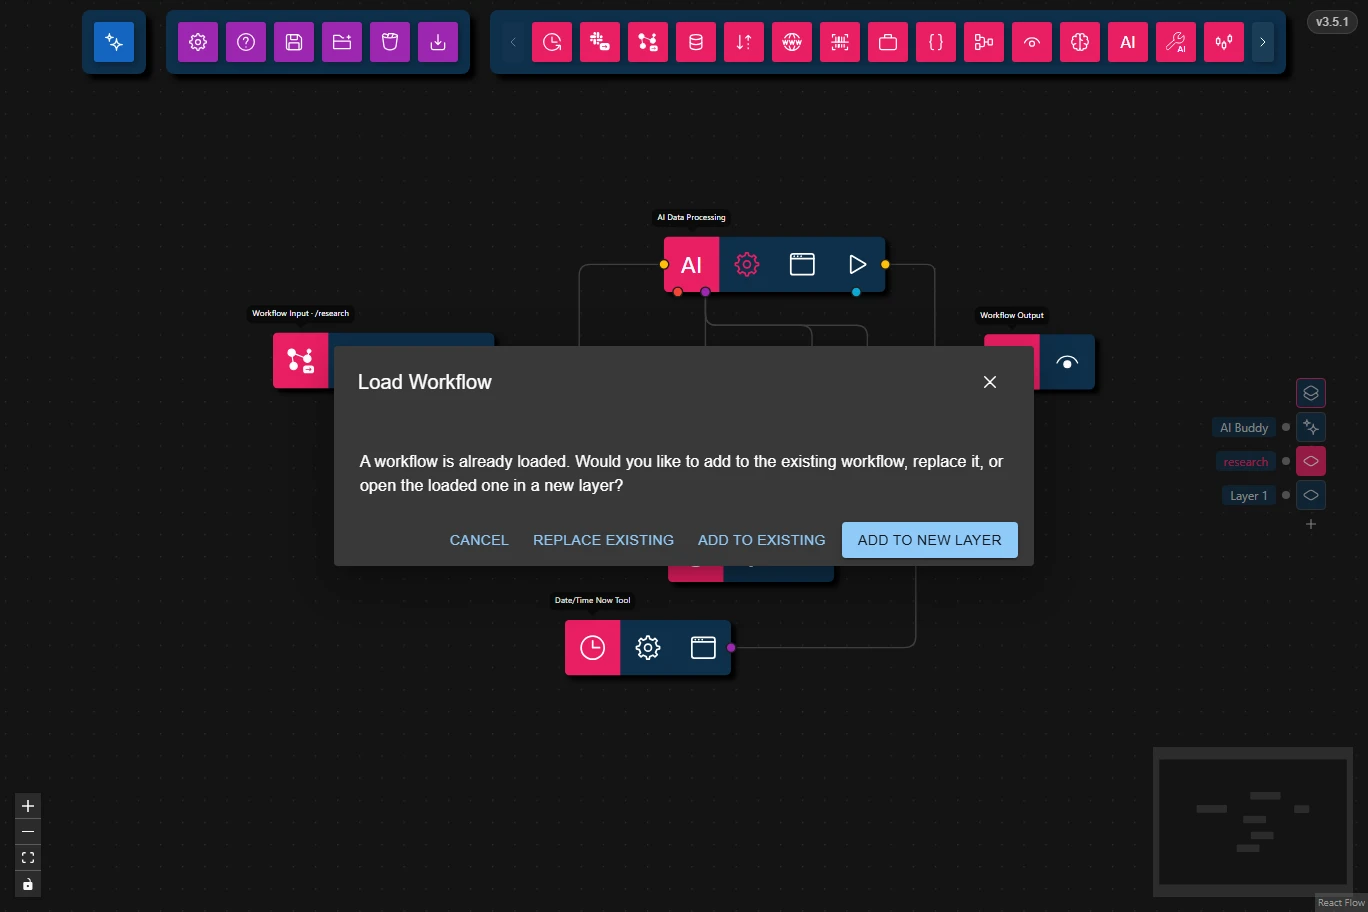 v3.5.1
WWW
{}
AI
AI
AI Data Processing
AI
Workflow Input - /research
Workflow Output
Load Workflow
A workflow is already loaded. Would you like to add to the existing workflow, replace it, or
open the loaded one in a new layer?
CANCEL REPLACE EXISTING ADD TO EXISTING ADD TO NEW LAYER
AI Buddy
research
Layer 1
Date/Time Now Tool
React Flow